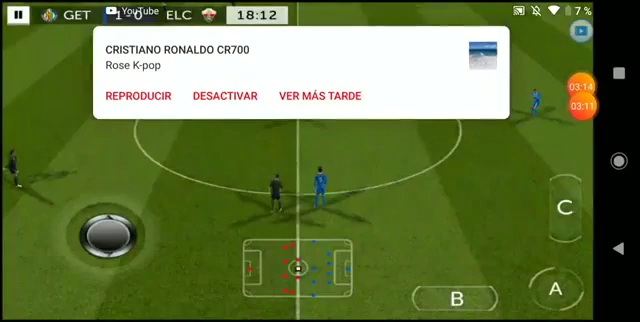 GET 1 0 ELC 18:12
YouTube
7 %
CRISTIANO RONALDO CR700
Rose K-pop
REPRODUCIR DESACTIVAR VER MÁS TARDE
03:14
03:11
C
B
A